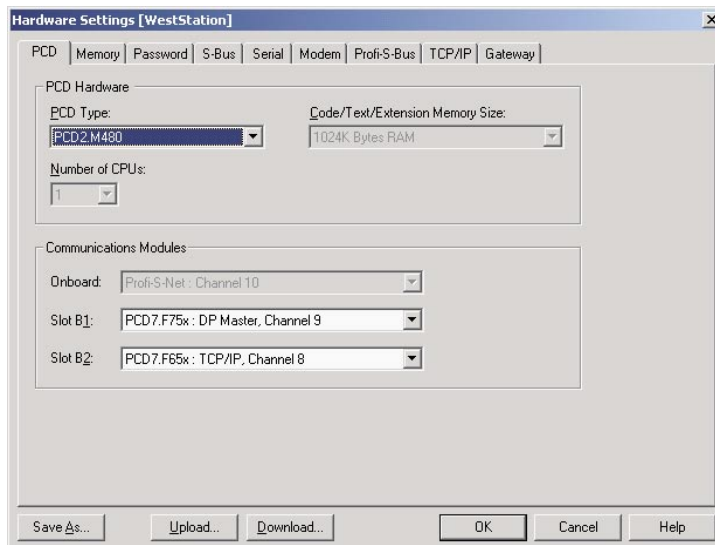 Hardware Settings [WestStation]
PCD Memory Password S-Bus Serial Modem Profi-S-Bus TCP/IP Gateway
PCD Hardware
PCD Type: Code/Text/Extension Memory Size:
PCD2.M480 1024K Bytes RAM
Number of CPUs:
1
Communications Modules
Onboard: Profi-S-Net : Channel 10
Slot B1: PCD7.F75x : DP Master, Channel 9
Slot B2: PCD7.F65x : TCP/IP, Channel 8
Save As... Upload... Download... OK Cancel Help